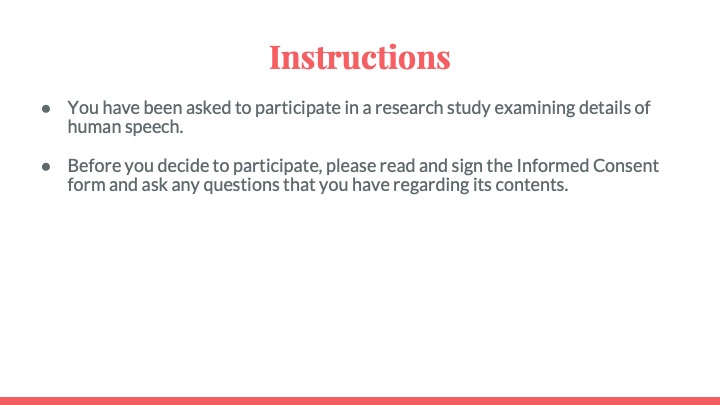 Instructions
● You have been asked to participate in a research study examining details of
human speech.
● Before you decide to participate, please read and sign the Informed Consent
form and ask any questions that you have regarding its contents.